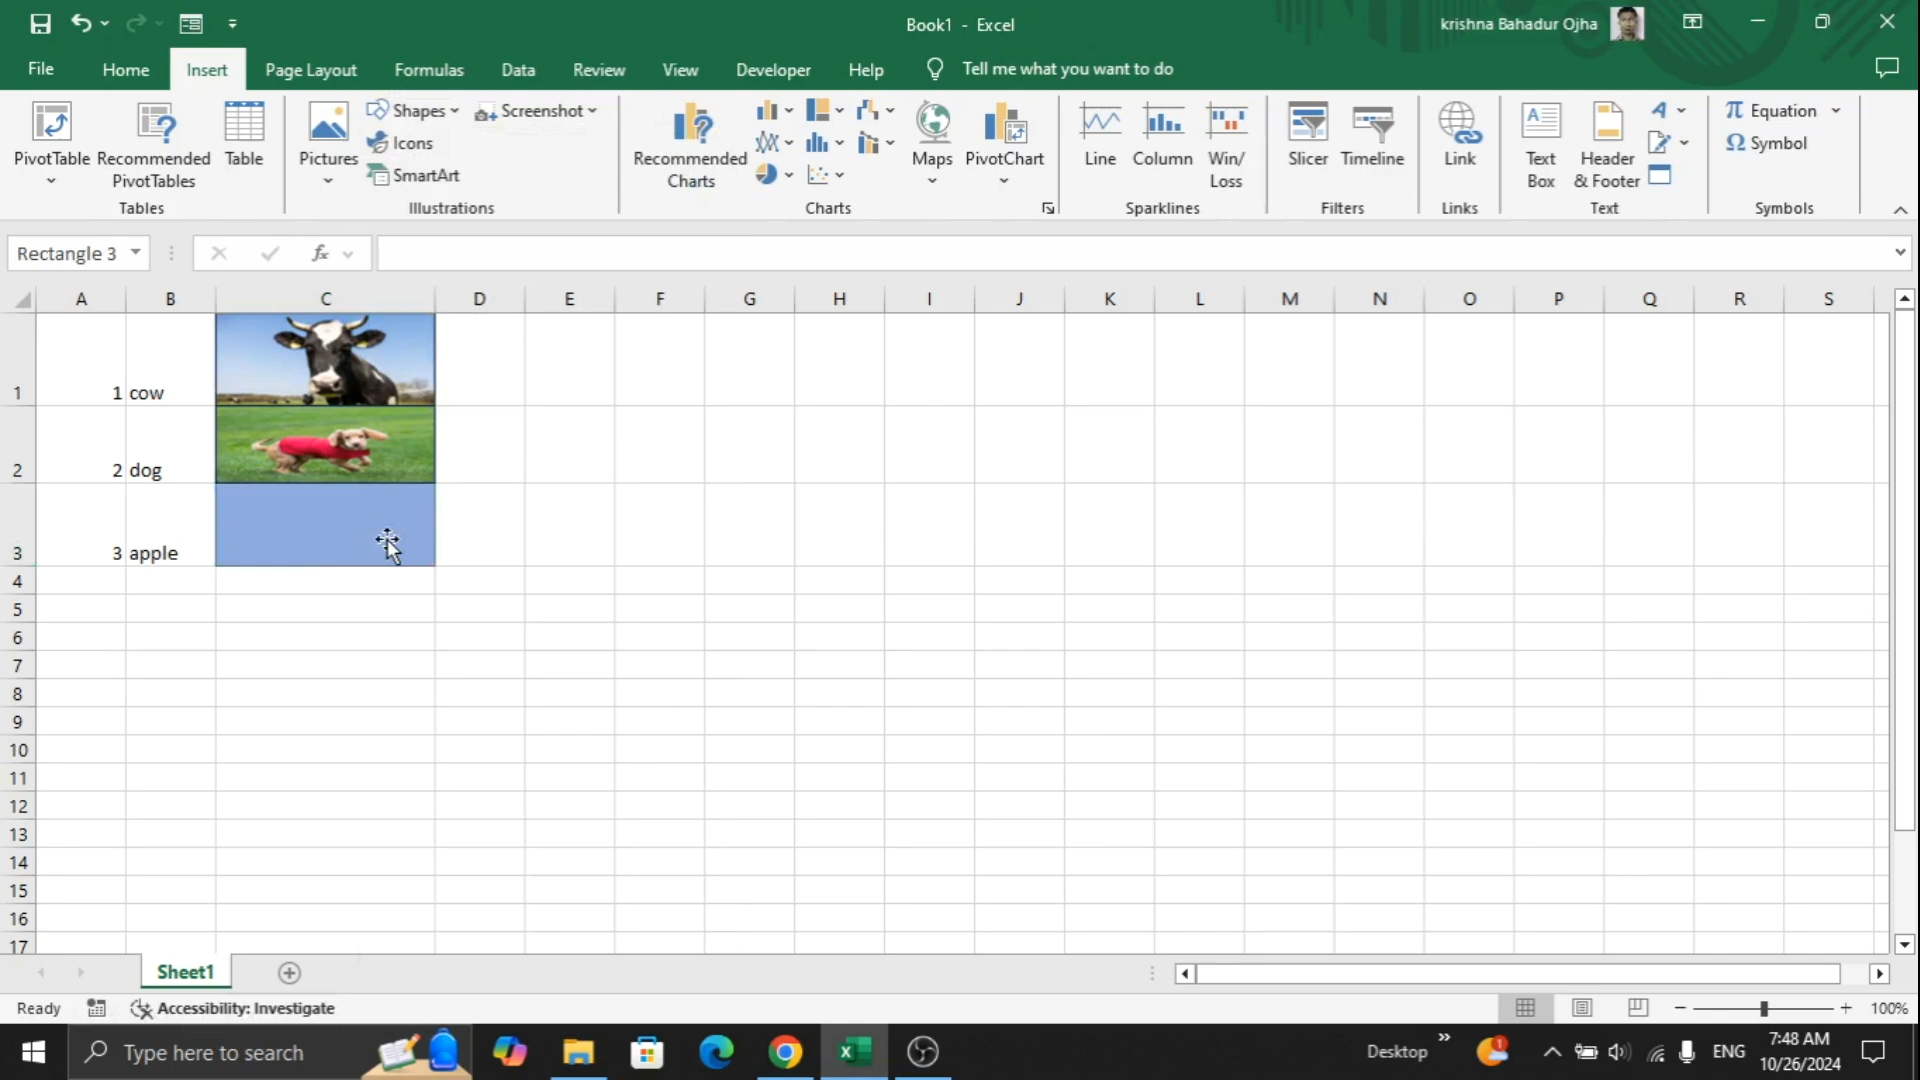 Book1 - Excel
krishna Bahadur Ojha
File Home Insert Page Layout Formulas Data Review View Developer Help Tell me what you want to do
PivotTable
Recommended PivotTables
Table
Tables
Pictures
Shapes
Icons
SmartArt
Screenshot
Illustrations
Recommended Charts
Maps
PivotChart
Charts
Line
Column
Win/ Loss
Sparklines
Slicer
Timeline
Filters
Link
Links
Text Box
Header & Footer
Text
Equation
Symbol
Symbols
Rectangle 3
fx
A B C D E F G H I J K L M N O P Q R S
1 1 cow
2 2 dog
3 3 apple
4
5
6
7
8
9
10
11
12
13
14
15
16
17
Sheet1
Ready
Accessibility: Investigate
100%
Type here to search
Desktop
1
ENG
7:48 AM
10/26/2024